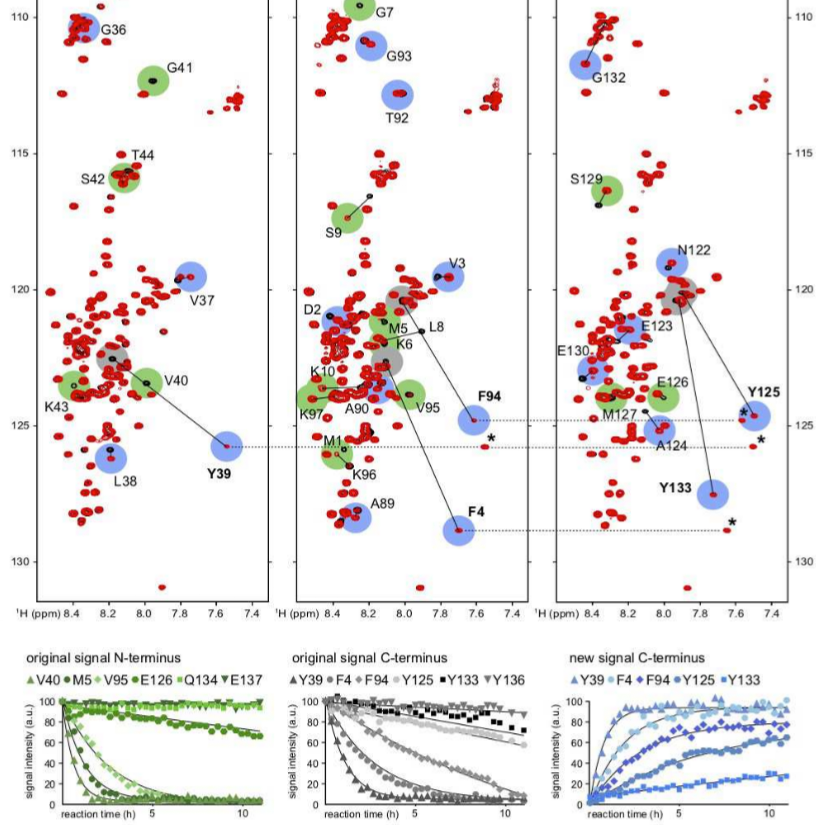 110
G36
G41
G7
G93
T92
G132
110
115
T44
S42
S9
S129
115
120
V37
V3
N122
120
D2
M5
L8
K6
E123
E130
K10
V40
K43
K97
A90
V95
F94
M127
E126
Y125
*
125
M1
*
A124
*
125
L38
Y39
K96
A89
F4
Y133
*
130
130
¹H (ppm) 8.4 8.2 8.0 7.8 7.6 7.4
¹H (ppm) 8.4 8.2 8.0 7.8 7.6 7.4
¹H (ppm) 8.4 8.2 8.0 7.8 7.6 7.4
original signal N-terminus
V40 M5 V95 E126 Q134 E137
signal intensity (a.u.)
100
80
60
40
20
0
reaction time (h) 5 10
original signal C-terminus
Y39 F4 F94 Y125 Y133 Y136
signal intensity (a.u.)
100
80
60
40
20
0
reaction time (h) 5 10
new signal C-terminus
Y39 F4 F94 Y125 Y133
signal intensity (a.u.)
100
80
60
40
20
0
reaction time (h) 5 10